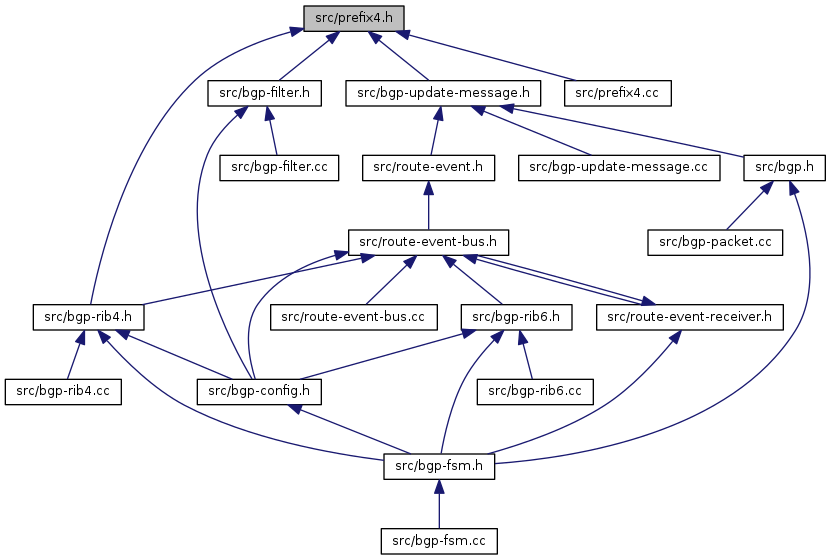 src/prefix4.h
src/bgp-filter.h
src/bgp-update-message.h
src/prefix4.cc
src/bgp-filter.cc
src/route-event.h
src/bgp-update-message.cc
src/bgp.h
src/route-event-bus.h
src/bgp-packet.cc
src/bgp-rib4.h
src/route-event-bus.cc
src/bgp-rib6.h
src/route-event-receiver.h
src/bgp-rib4.cc
src/bgp-config.h
src/bgp-rib6.cc
src/bgp-fsm.h
src/bgp-fsm.cc